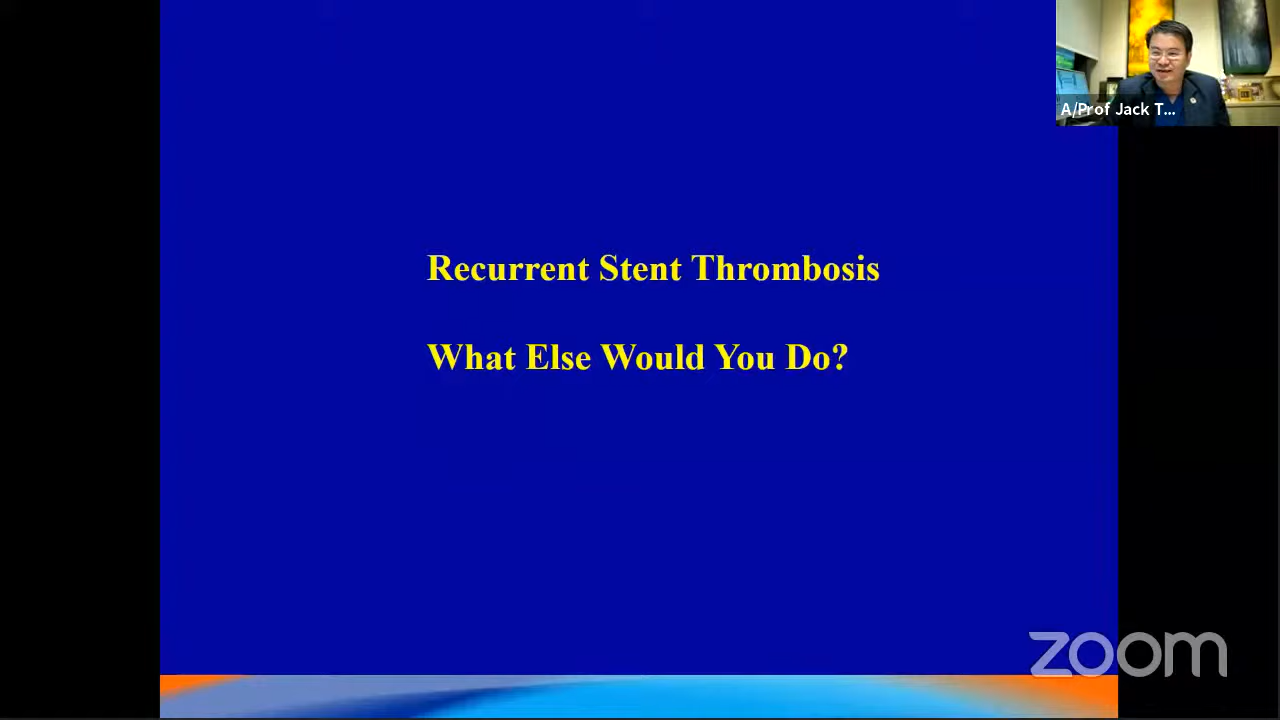 A/Prof Jack T...
Recurrent Stent Thrombosis
What Else Would You Do?
zoom